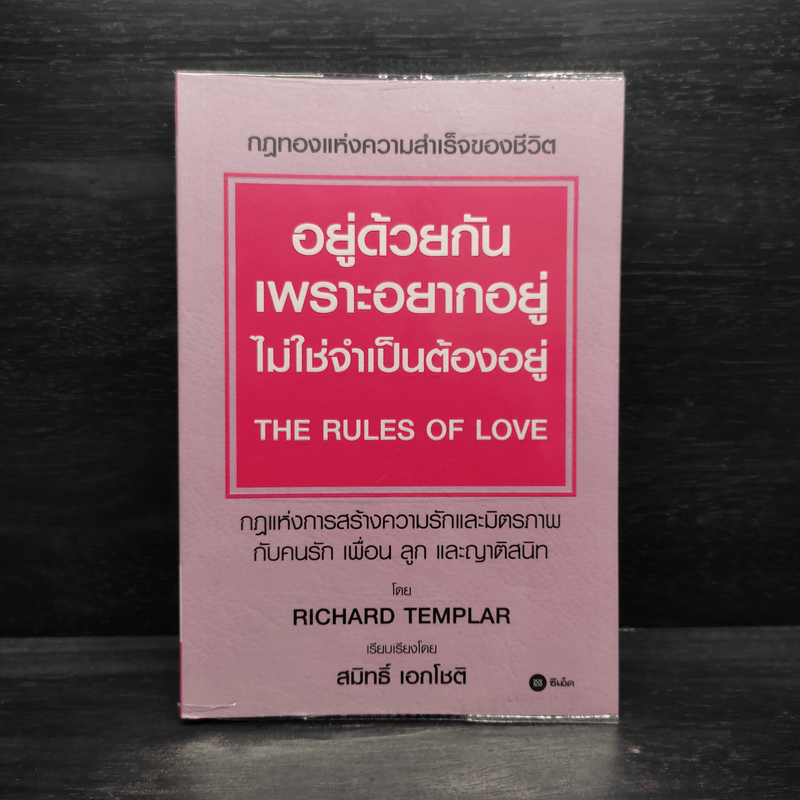 กฎทองแห่งความสำเร็จของชีวิต
อยู่ด้วยกัน
เพราะอยากอยู่
ไม่ใช่จำเป็นต้องอยู่
THE RULES OF LOVE
กฎแห่งการสร้างความรักและมิตรภาพ
กับคนรัก เพื่อน ลูก และญาติสนิท
โดย
RICHARD TEMPLAR
เรียบเรียงโดย
สมิทธิ์ เอกโชติ
ซีเอ็ด